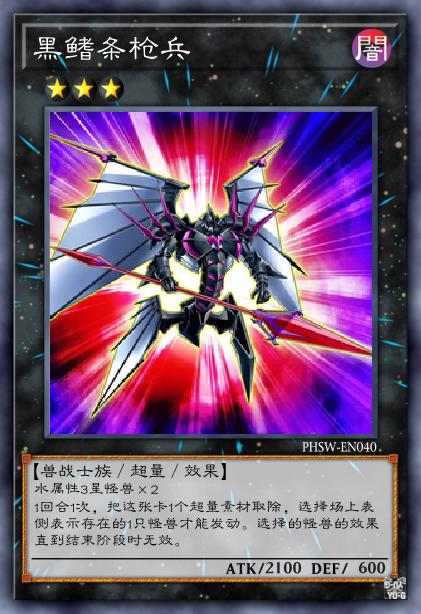 黑鳍条枪兵
闇
PHSW-EN040
【兽战士族／超量／效果】
水属性3星怪兽×2
1回合1次，把这张卡1个超量素材取除，选择场上表
侧表示存在的1只怪兽才能发动。选择的怪兽的效果
直到结束阶段时无效。
ATK/2100 DEF/ 600